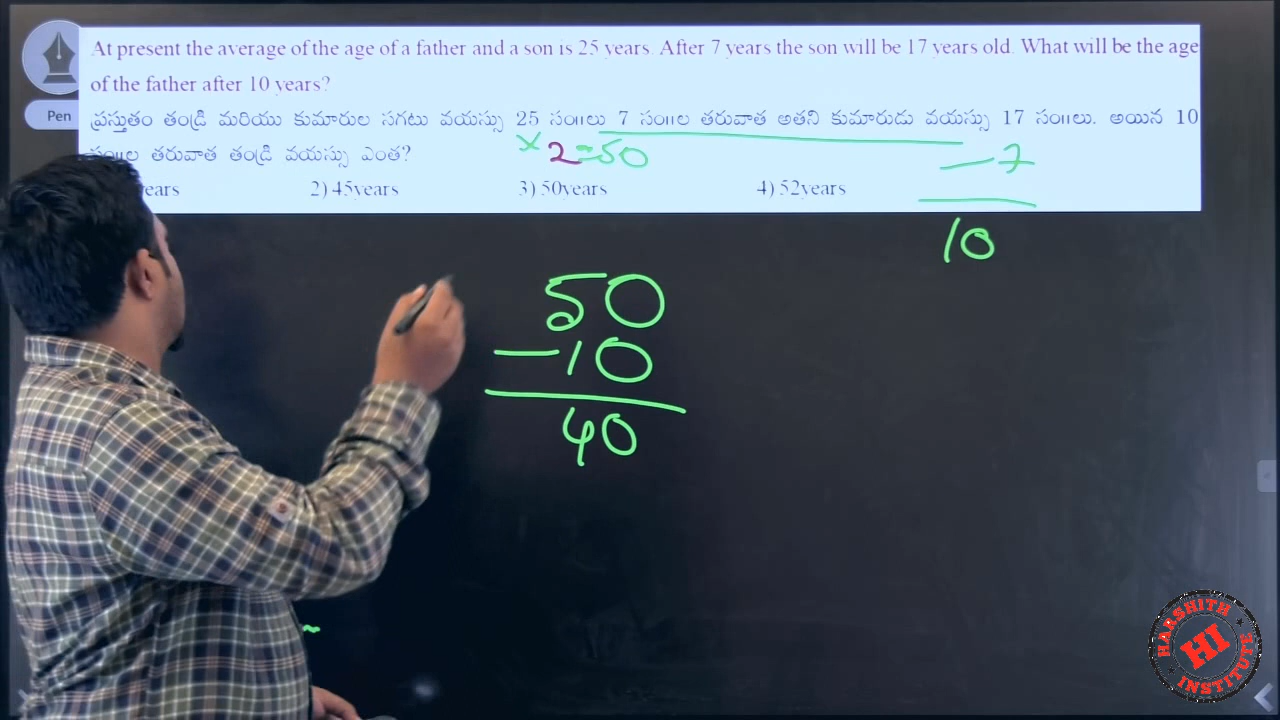 At present the average of the age of a father and a son is 25 years. After 7 years the son will be 17 years old. What will be the age
of the father after 10 years?
ప్రస్తుతం తండ్రి మరియు కుమారుల సగటు వయస్సు 25 సంఃలు 7 సంఃల తరువాత అతని కుమారుడు వయస్సు 17 సంఃలు. అయిన 10
తరువాత తండ్రి వయస్సు ఎంత?
× 2 = 50
— 7
2) 45years 3) 50years 4) 52years
10
50
— 10
40
Pen
HARSHITH
HI
INSTITUTE